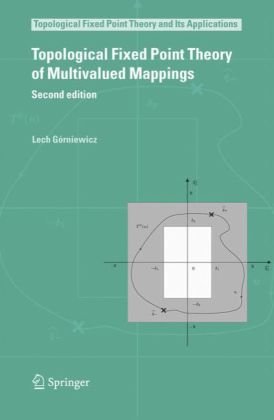 Topological Fixed Point Theory and Its Applications
Topological Fixed Point Theory
of Multivalued Mappings
Second edition
Lech Górniewicz
Springer